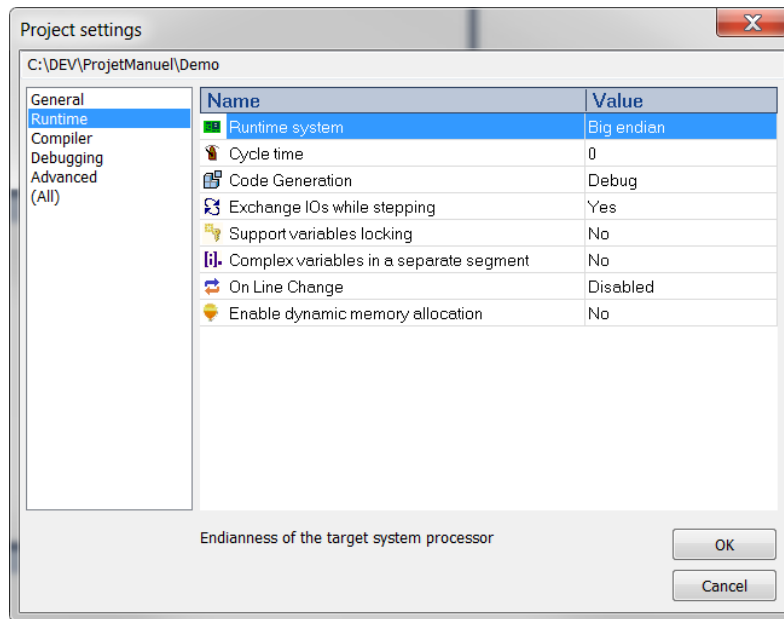 Project settings
C:\DEV\ProjetManuel\Demo
General
Runtime
Compiler
Debugging
Advanced
(All)
Name Value
Runtime system Big endian
Cycle time 0
Code Generation Debug
Exchange IOs while stepping Yes
Support variables locking No
Complex variables in a separate segment No
On Line Change Disabled
Enable dynamic memory allocation No
Endianness of the target system processor
OK
Cancel